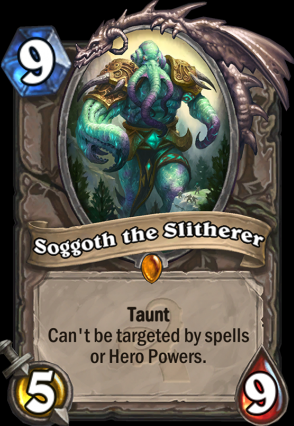 9
Soggoth the Slitherer
Taunt
Can't be targeted by spells
or Hero Powers.
5
9